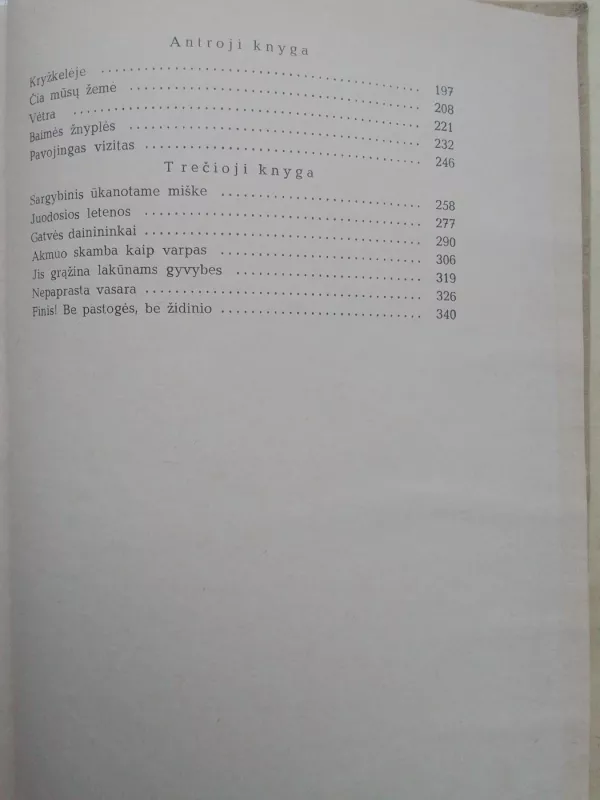 Antroji knyga
Kryžkelėje 197
Čia mūsų žemė 208
Vėtra 221
Baimės žnyplės 232
Pavojingas vizitas 246
Trečioji knyga
Sargybinis ūkanotame miške 258
Juodosios letenos 277
Gatvės dainininkai 290
Akmuo skamba kaip varpas 306
Jis grąžina lakūnams gyvybes 319
Nepaprasta vasara 326
Finis! Be pastogės, be židinio 340